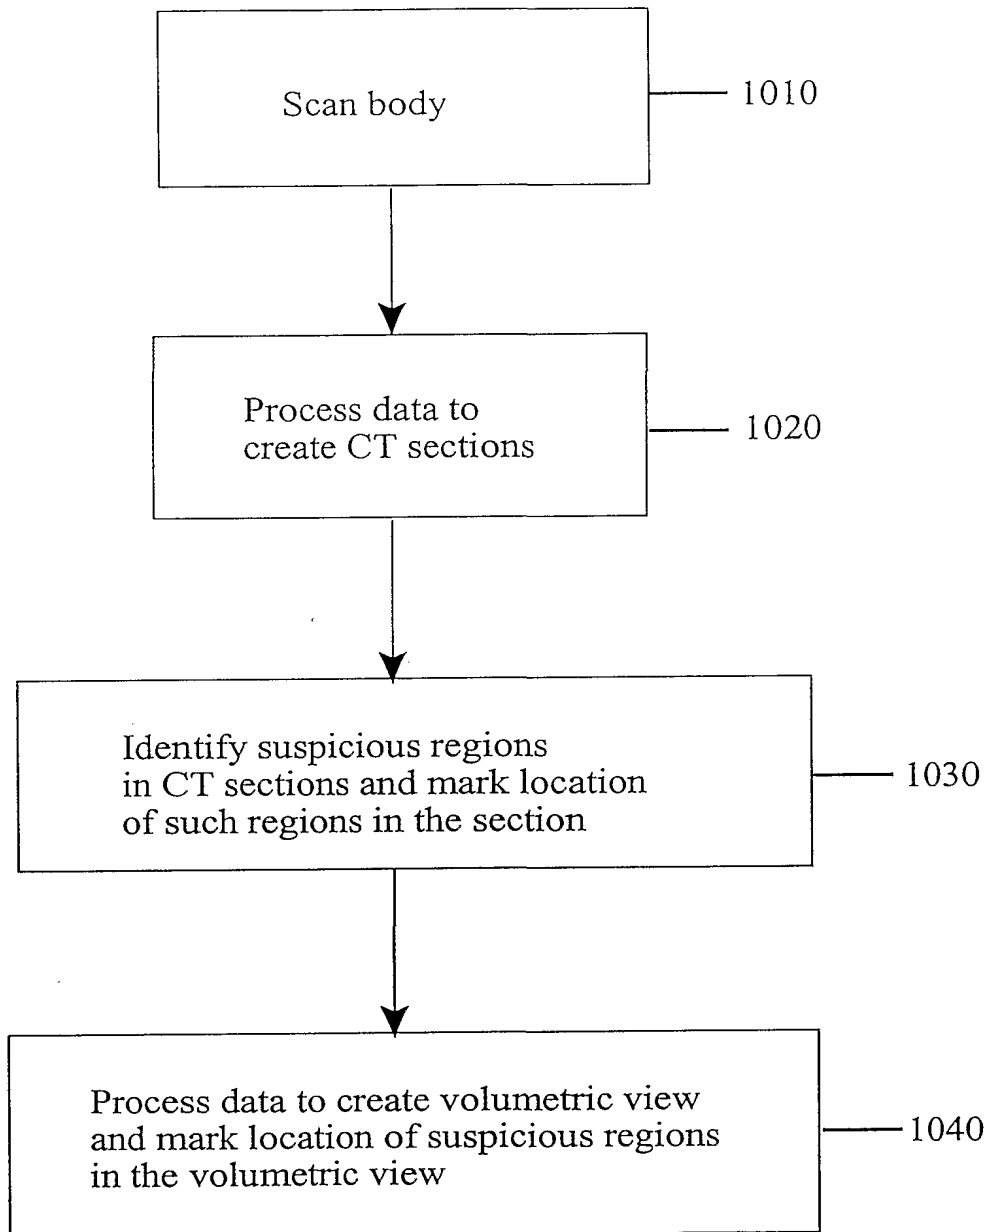 Scan body
1010
Process data to
create CT sections
1020
Identify suspicious regions
in CT sections and mark location
of such regions in the section
1030
Process data to create volumetric view
and mark location of suspicious regions
in the volumetric view
1040